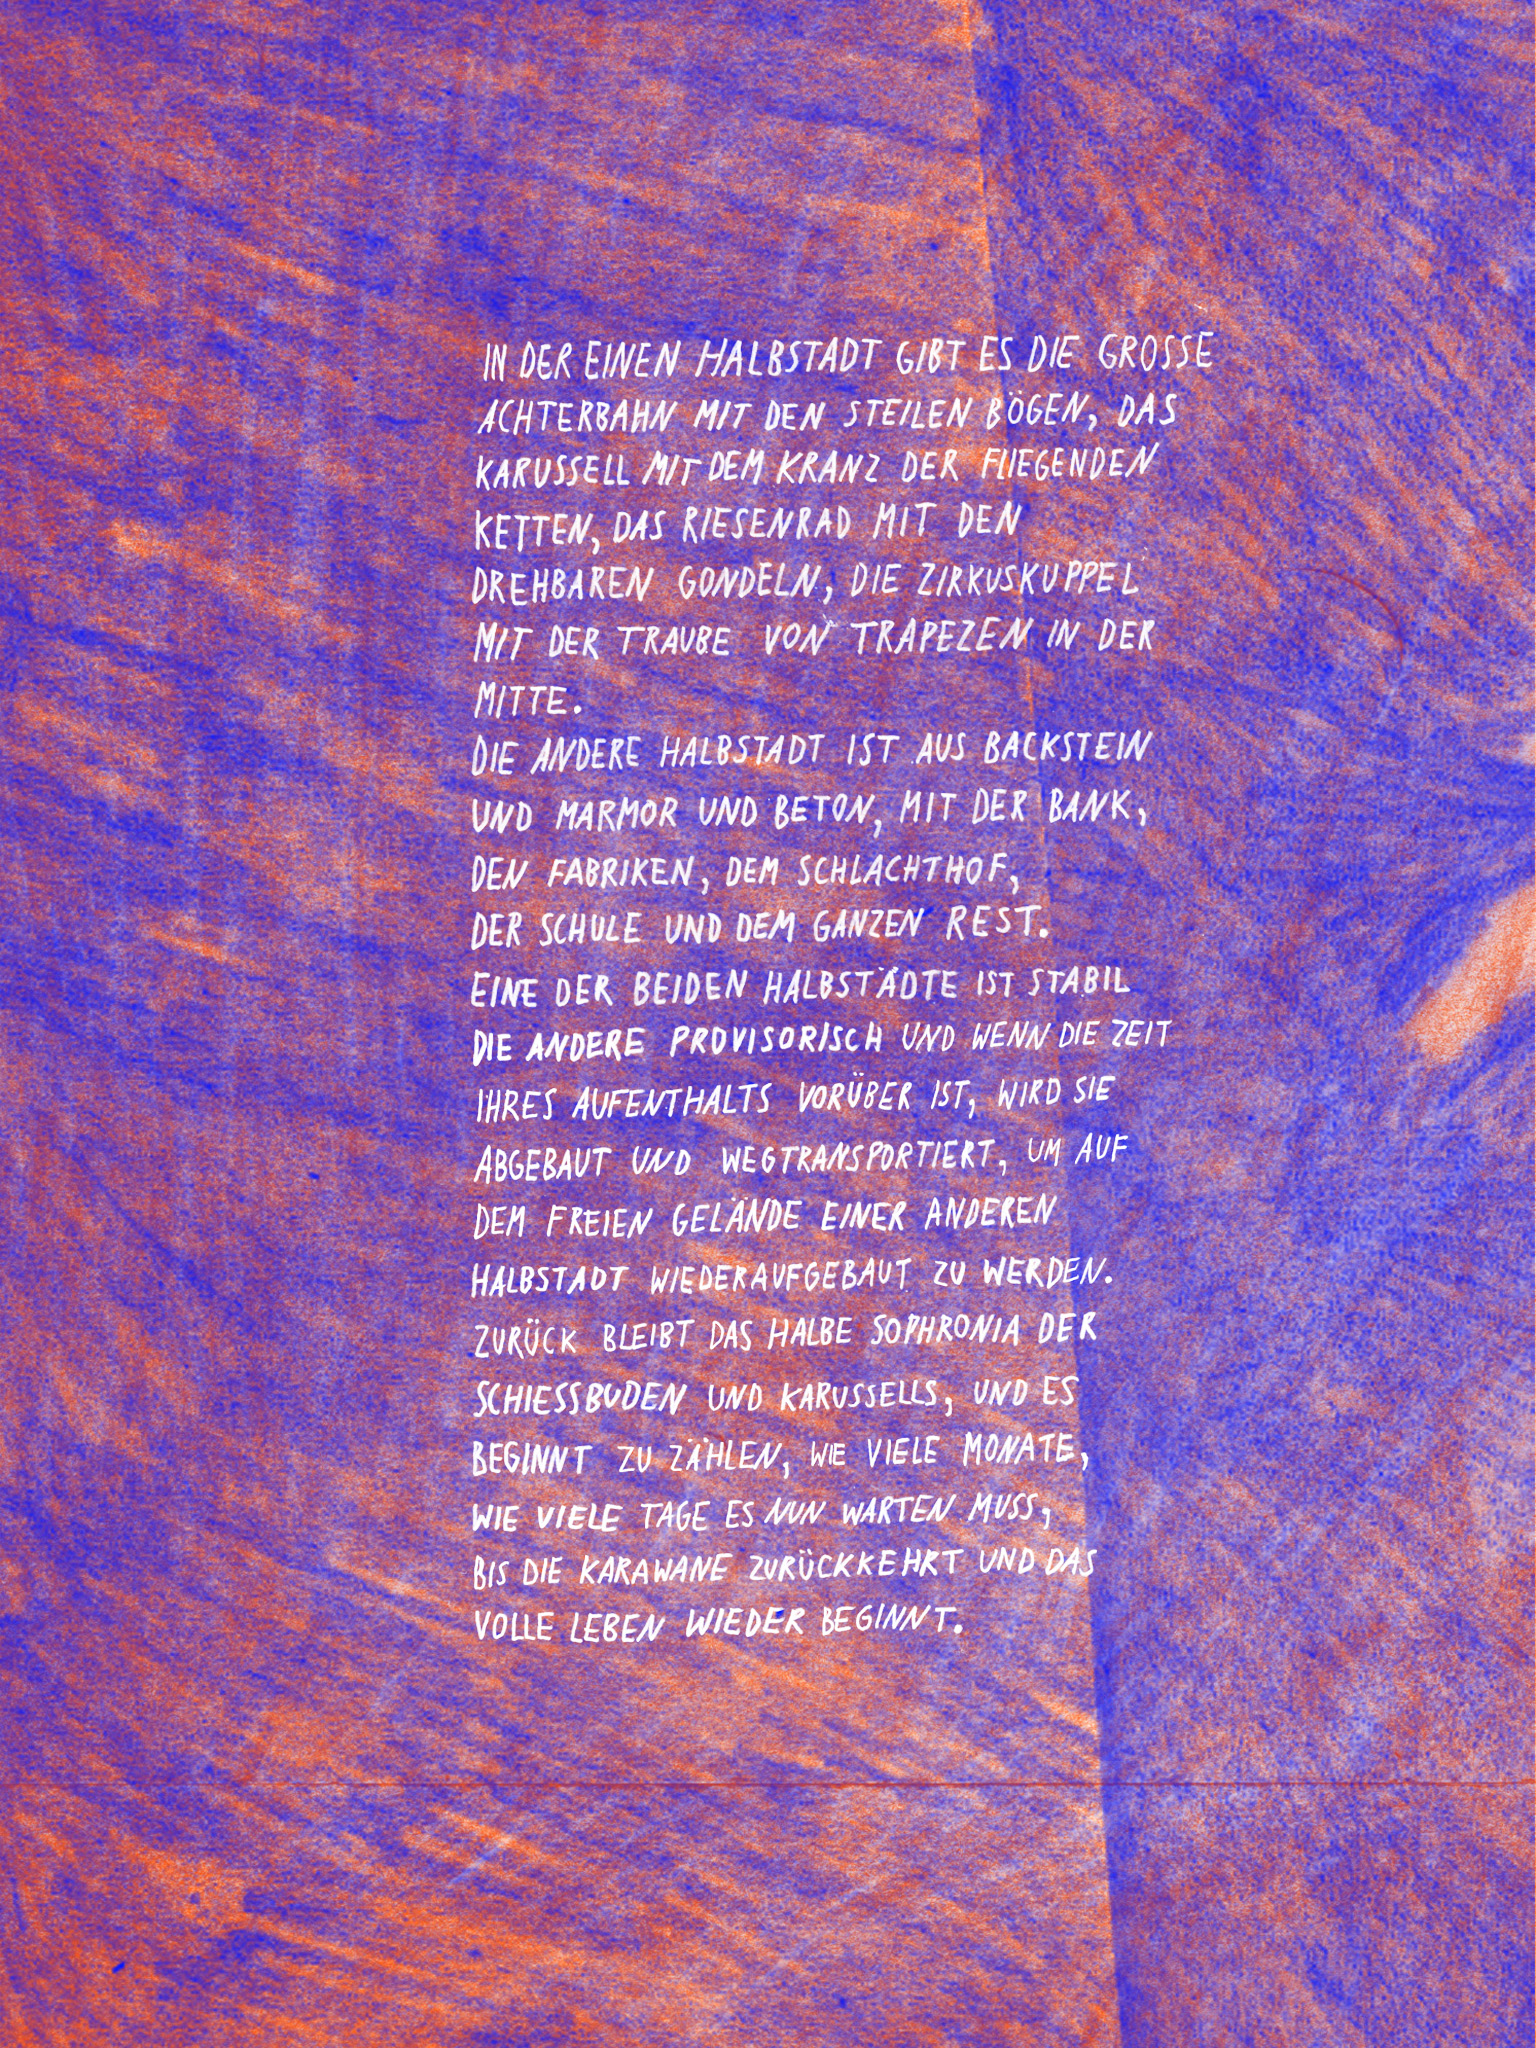 IN DER EINEN HALBSTADT GIBT ES DIE GROSSE
ACHTERBAHN MIT DEN STEILEN BÖGEN, DAS
KARUSSELL MIT DEM KRANZ DER FLIEGENDEN
KETTEN, DAS RIESENRAD MIT DEN
DREHBAREN GONDELN, DIE ZIRKUSKUPPEL
MIT DER TRAUBE VON TRAPEZEN IN DER
MITTE.
DIE ANDERE HALBSTADT IST AUS BACKSTEIN
UND MARMOR UND BETON, MIT DER BANK,
DEN FABRIKEN, DEM SCHLACHTHOF,
DER SCHULE UND DEM GANZEN REST.
EINE DER BEIDEN HALBSTÄDTE IST STABIL
DIE ANDERE PROVISORISCH UND WENN DIE ZEIT
IHRES AUFENTHALTS VORÜBER IST, WIRD SIE
ABGEBAUT UND WEGTRANSPORTIERT, UM AUF
DEM FREIEN GELÄNDE EINER ANDEREN
HALBSTADT WIEDERAUFGEBAUT ZU WERDEN.
ZURÜCK BLEIBT DAS HALBE SOPHRONIA DER
SCHIESSBUDEN UND KARUSSELLS, UND ES
BEGINNT ZU ZÄHLEN, WIE VIELE MONATE,
WIE VIELE TAGE ES NUN WARTEN MUSS,
BIS DIE KARAWANE ZURÜCKKEHRT UND DAS
VOLLE LEBEN WIEDER BEGINNT.